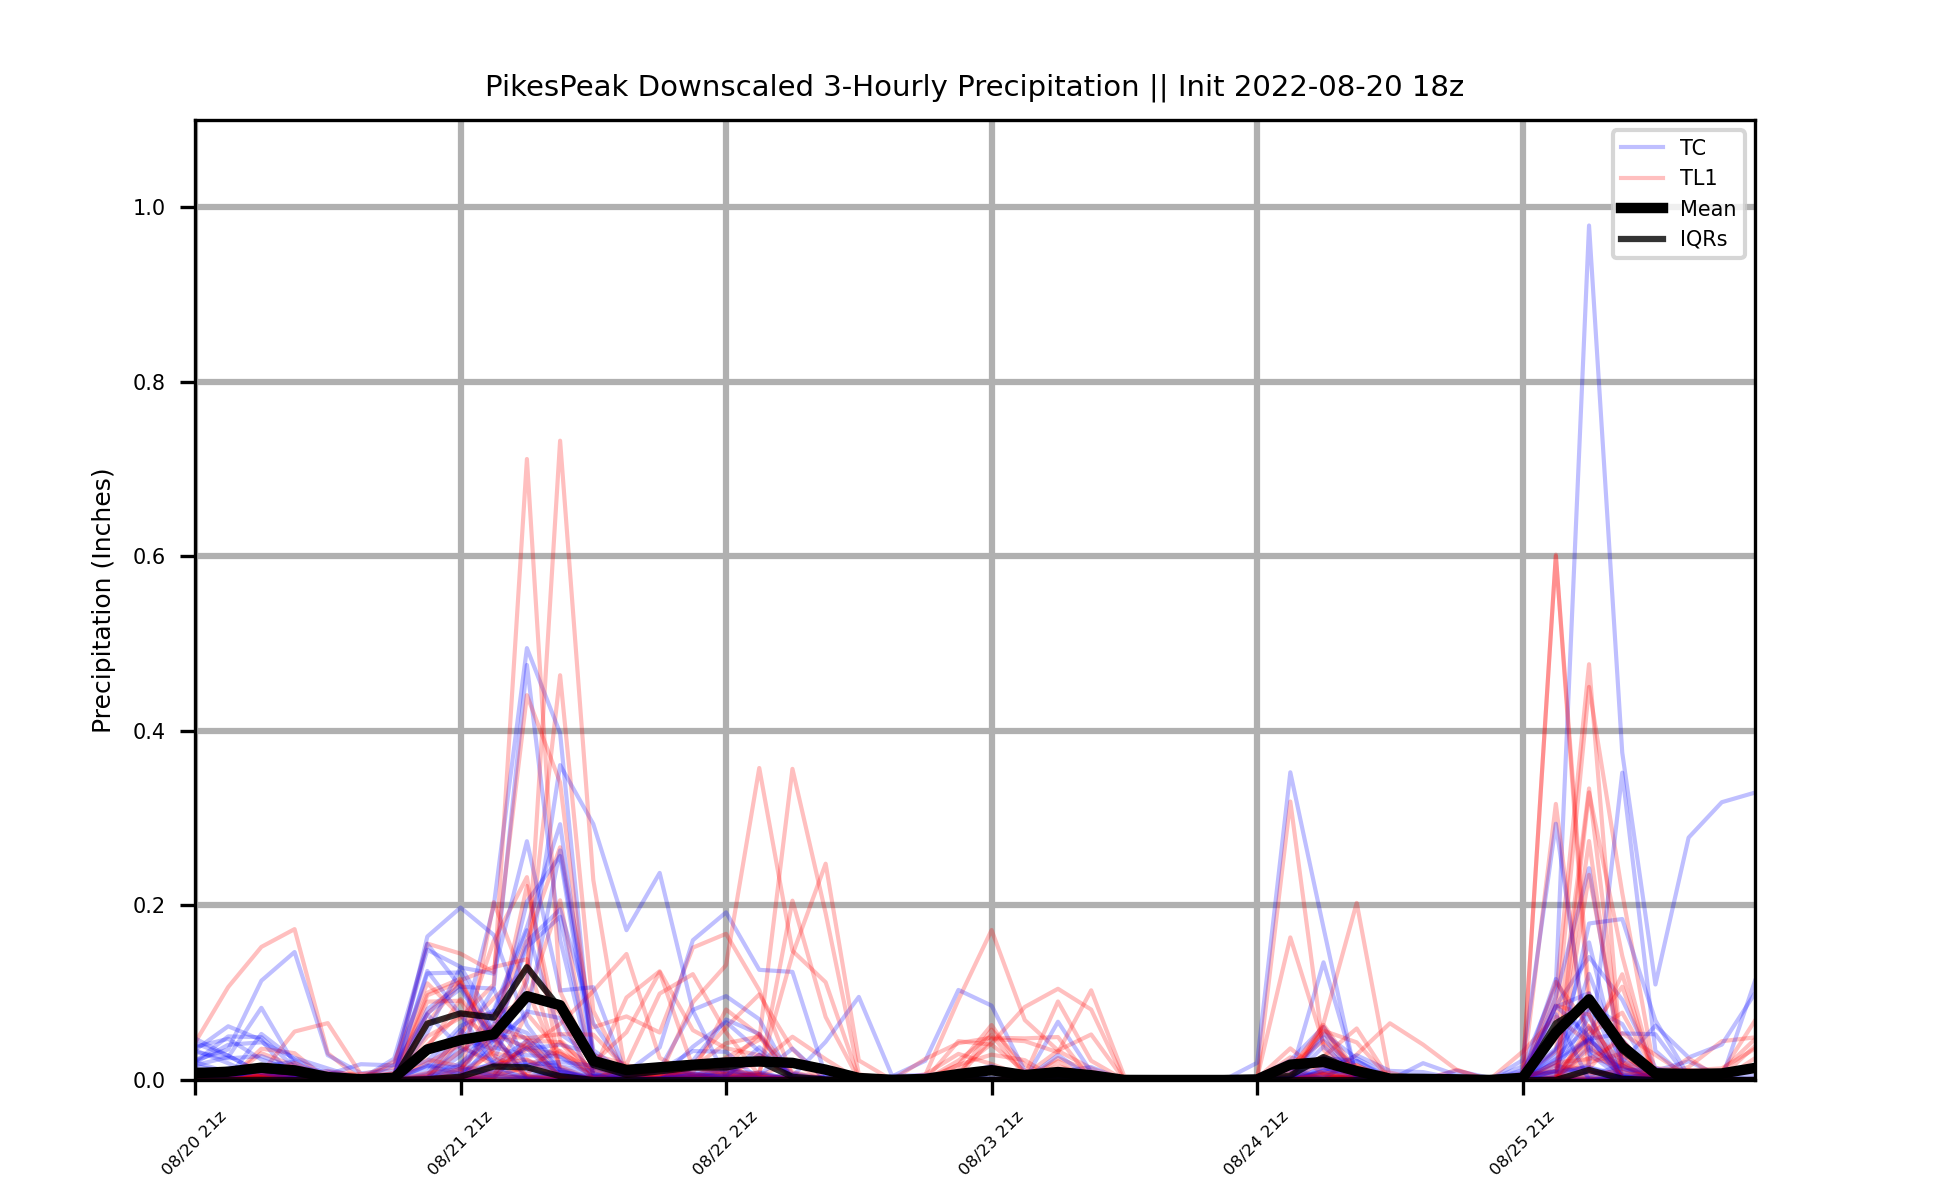 PikesPeak Downscaled 3-Hourly Precipitation || Init 2022-08-20 18z
TC
TL1
Mean
IQRs
Precipitation (Inches)
1.0
0.8
0.6
0.4
0.2
0.0
08/20 21z
08/21 21z
08/22 21z
08/23 21z
08/24 21z
08/25 21z